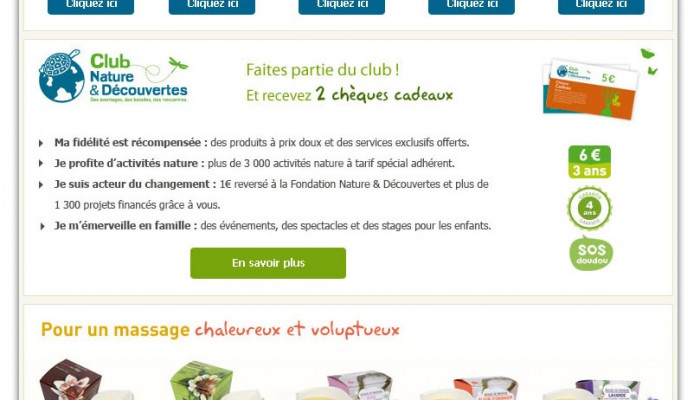 Cliquez ici Cliquez ici Cliquez ici Cliquez ici Cliquez ici
Club
Nature
& Découvertes
Des avantages, des balades, des rencontres.
Faites partie du club !
Et recevez 2 chèques cadeaux
5 €
Ma fidélité est récompensée : des produits à prix doux et des services exclusifs offerts.
Je profite d'activités nature : plus de 3 000 activités nature à tarif spécial adhérent.
Je suis acteur du changement : 1€ reversé à la Fondation Nature & Découvertes et plus de
1 300 projets financés grâce à vous.
Je m'émerveille en famille : des événements, des spectacles et des stages pour les enfants.
6 €
3 ans
4
ans
SOS
doudou
En savoir plus
Pour un massage chaleureux et voluptueux